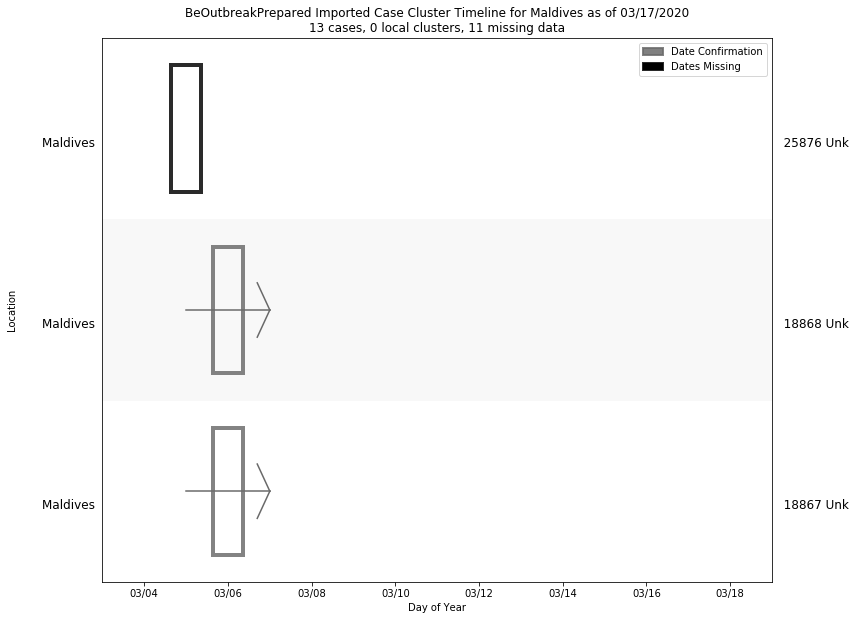 BeOutbreakPrepared Imported Case Cluster Timeline for Maldives as of 03/17/2020
13 cases, 0 local clusters, 11 missing data
Date Confirmation
Dates Missing
Maldives
25876 Unk
Maldives
18868 Unk
Maldives
18867 Unk
Location
03/04 03/06 03/08 03/10 03/12 03/14 03/16 03/18
Day of Year